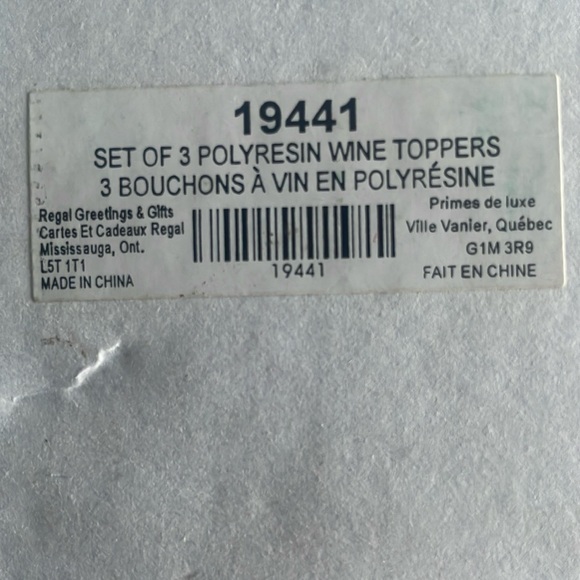 19441
SET OF 3 POLYRESIN WINE TOPPERS
3 BOUCHONS À VIN EN POLYRÉSINE
Regal Greetings & Gifts
Cartes Et Cadeaux Regal
Mississauga, Ont.
L5T 1T1
MADE IN CHINA
19441
Primes de luxe
Ville Vanier, Québec
G1M 3R9
FAIT EN CHINE